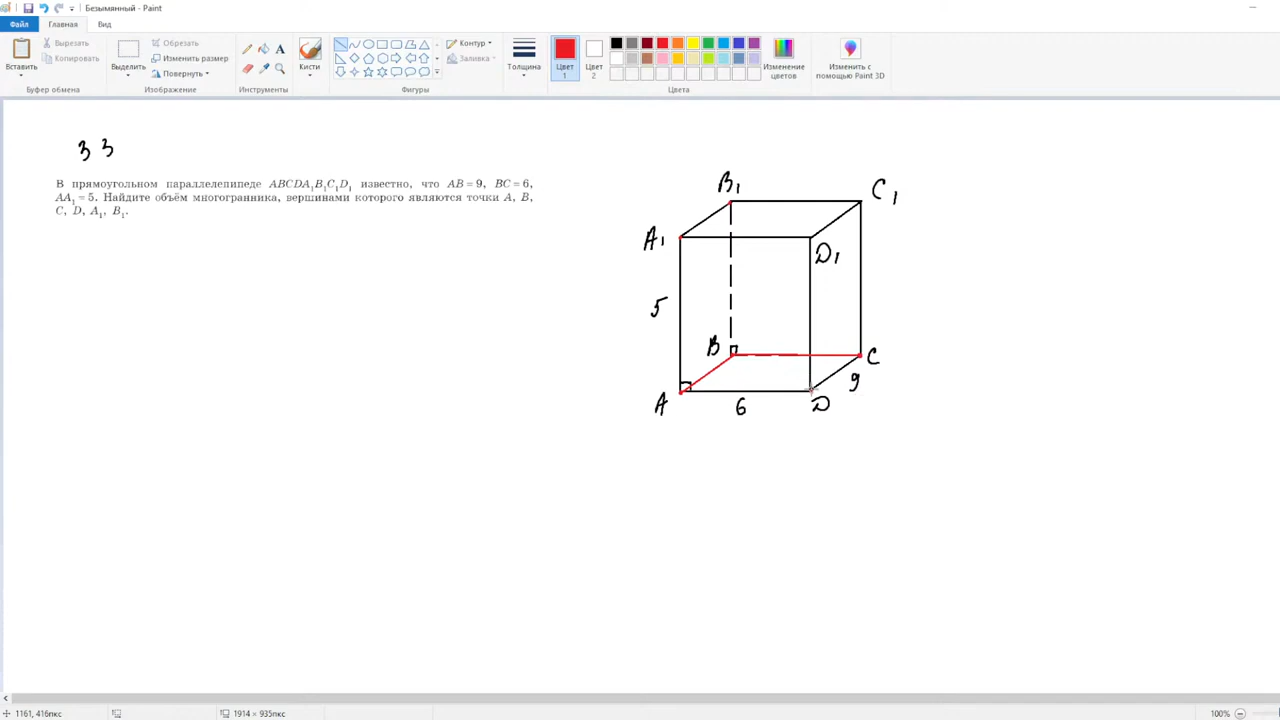 Безымянный - Paint
Файл
Главная
Вид
Вставить
Вырезать
Копировать
Буфер обмена
Выделить
Обрезать
Изменить размер
Повернуть
Изображение
Инструменты
Кисти
Контур
Заливка
Фигуры
Толщина
Цвет 1
Цвет 2
Изменение цветов
Цвета
Изменить с помощью Paint 3D
3 3
В прямоугольном параллелепипеде ABCDA₁B₁C₁D₁ известно, что AB = 9, BC = 6,
AA₁ = 5. Найдите объём многогранника, вершинами которого являются точки A, B,
C, D, A₁, B₁.
B₁
C₁
A₁
D₁
5
B
C
9
A
6
D
1161, 416пкс
1914 × 935пкс
100%